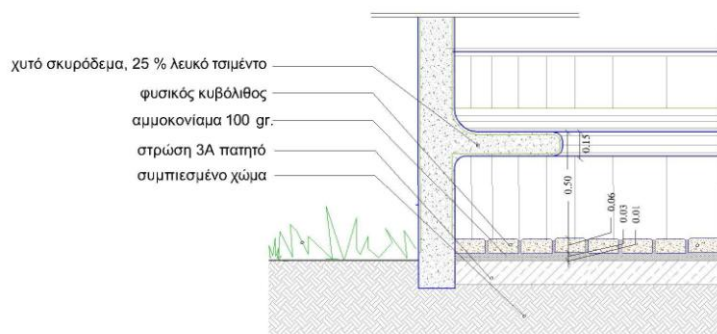 χυτό σκυρόδεμα, 25 % λευκό τσιμέντο
φυσικός κυβόλιθος
αμμοκονίαμα 100 gr.
στρώση 3Α πατητό
συμπιεσμένο χώμα
0.15
0.50
0.06
0.03
0.01